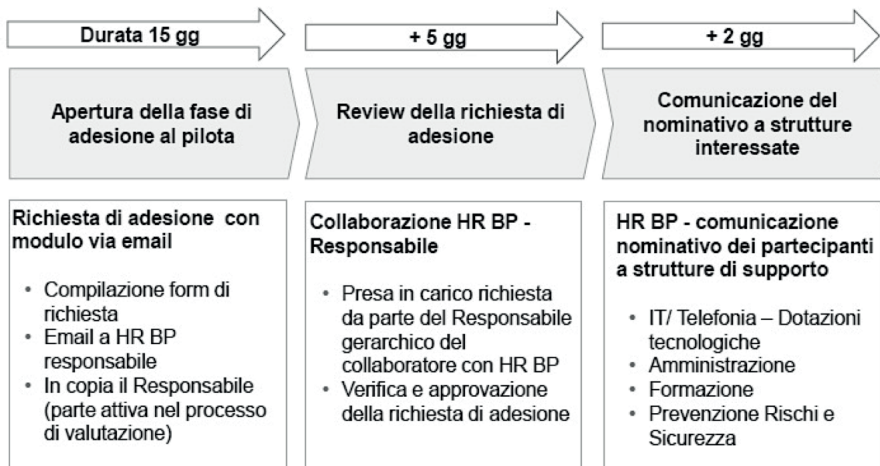 Durata 15 gg
+ 5 gg
+ 2 gg
Apertura della fase di
adesione al pilota
Review della richiesta di
adesione
Comunicazione del
nominativo a strutture
interessate
Richiesta di adesione con
modulo via email
• Compilazione form di
richiesta
• Email a HR BP
responsabile
• In copia il Responsabile
(parte attiva nel processo
di valutazione)
Collaborazione HR BP -
Responsabile
• Presa in carico richiesta
da parte del Responsabile
gerarchico del
collaboratore con HR BP
• Verifica e approvazione
della richiesta di adesione
HR BP - comunicazione
nominativo dei partecipanti
a strutture di supporto
• IT/ Telefonia – Dotazioni
tecnologiche
• Amministrazione
• Formazione
• Prevenzione Rischi e
Sicurezza